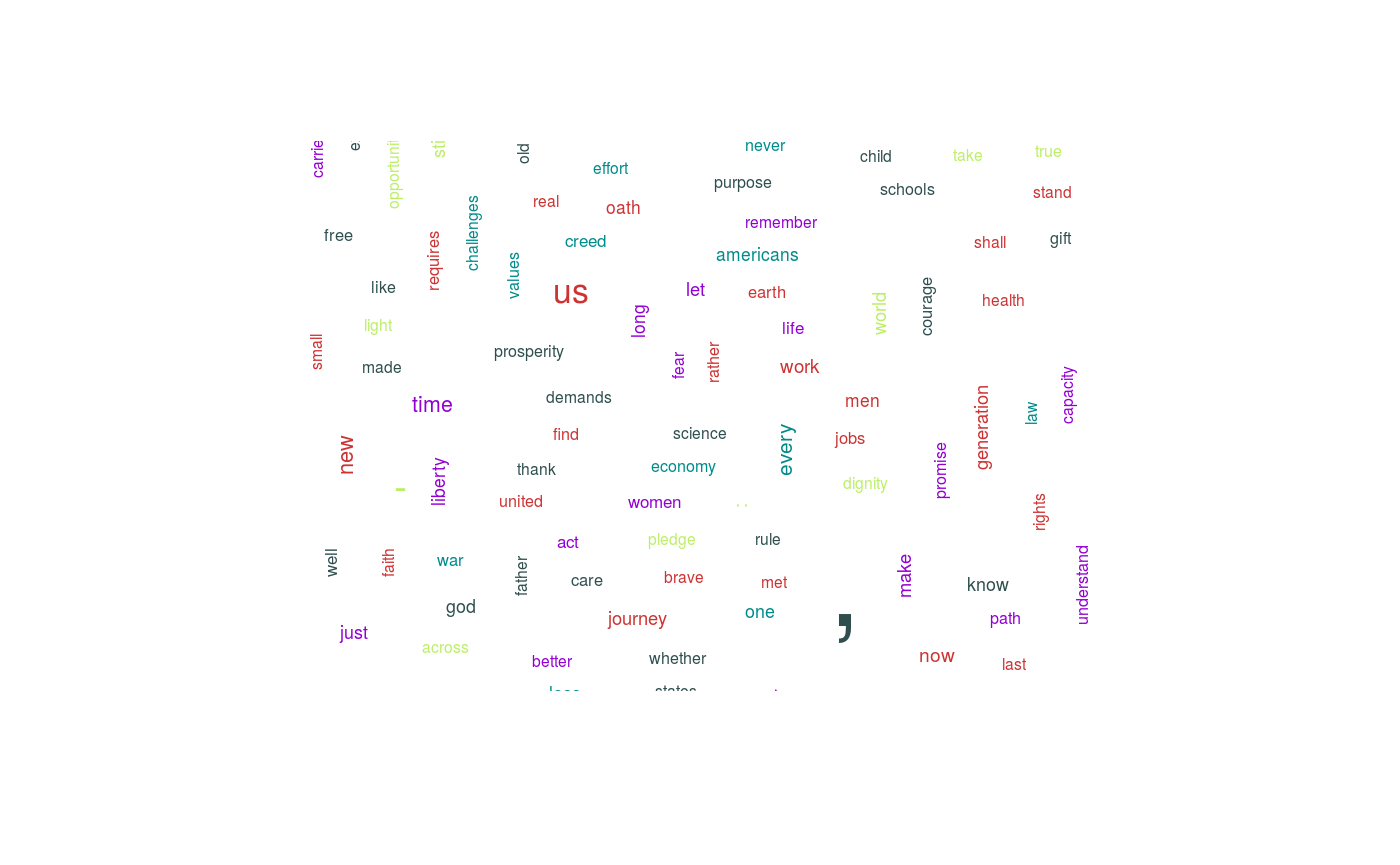 never
carrie
e
opportunit
sti
old
child
take
true
effort
purpose
schools
stand
real
oath
remember
challenges
free
requires
creed
shall
gift
americans
values
like
us
let
earth
world
courage
health
long
light
life
small
made
prosperity
fear
rather
work
time
demands
men
generation
law
capacity
new
find
science
every
jobs
liberty
thank
economy
promise
dignity
-
united
women
. .
rights
act
pledge
rule
well
faith
war
father
care
brave
met
make
know
understand
god
journey
one
path
just
,
across
better
whether
now
last
states